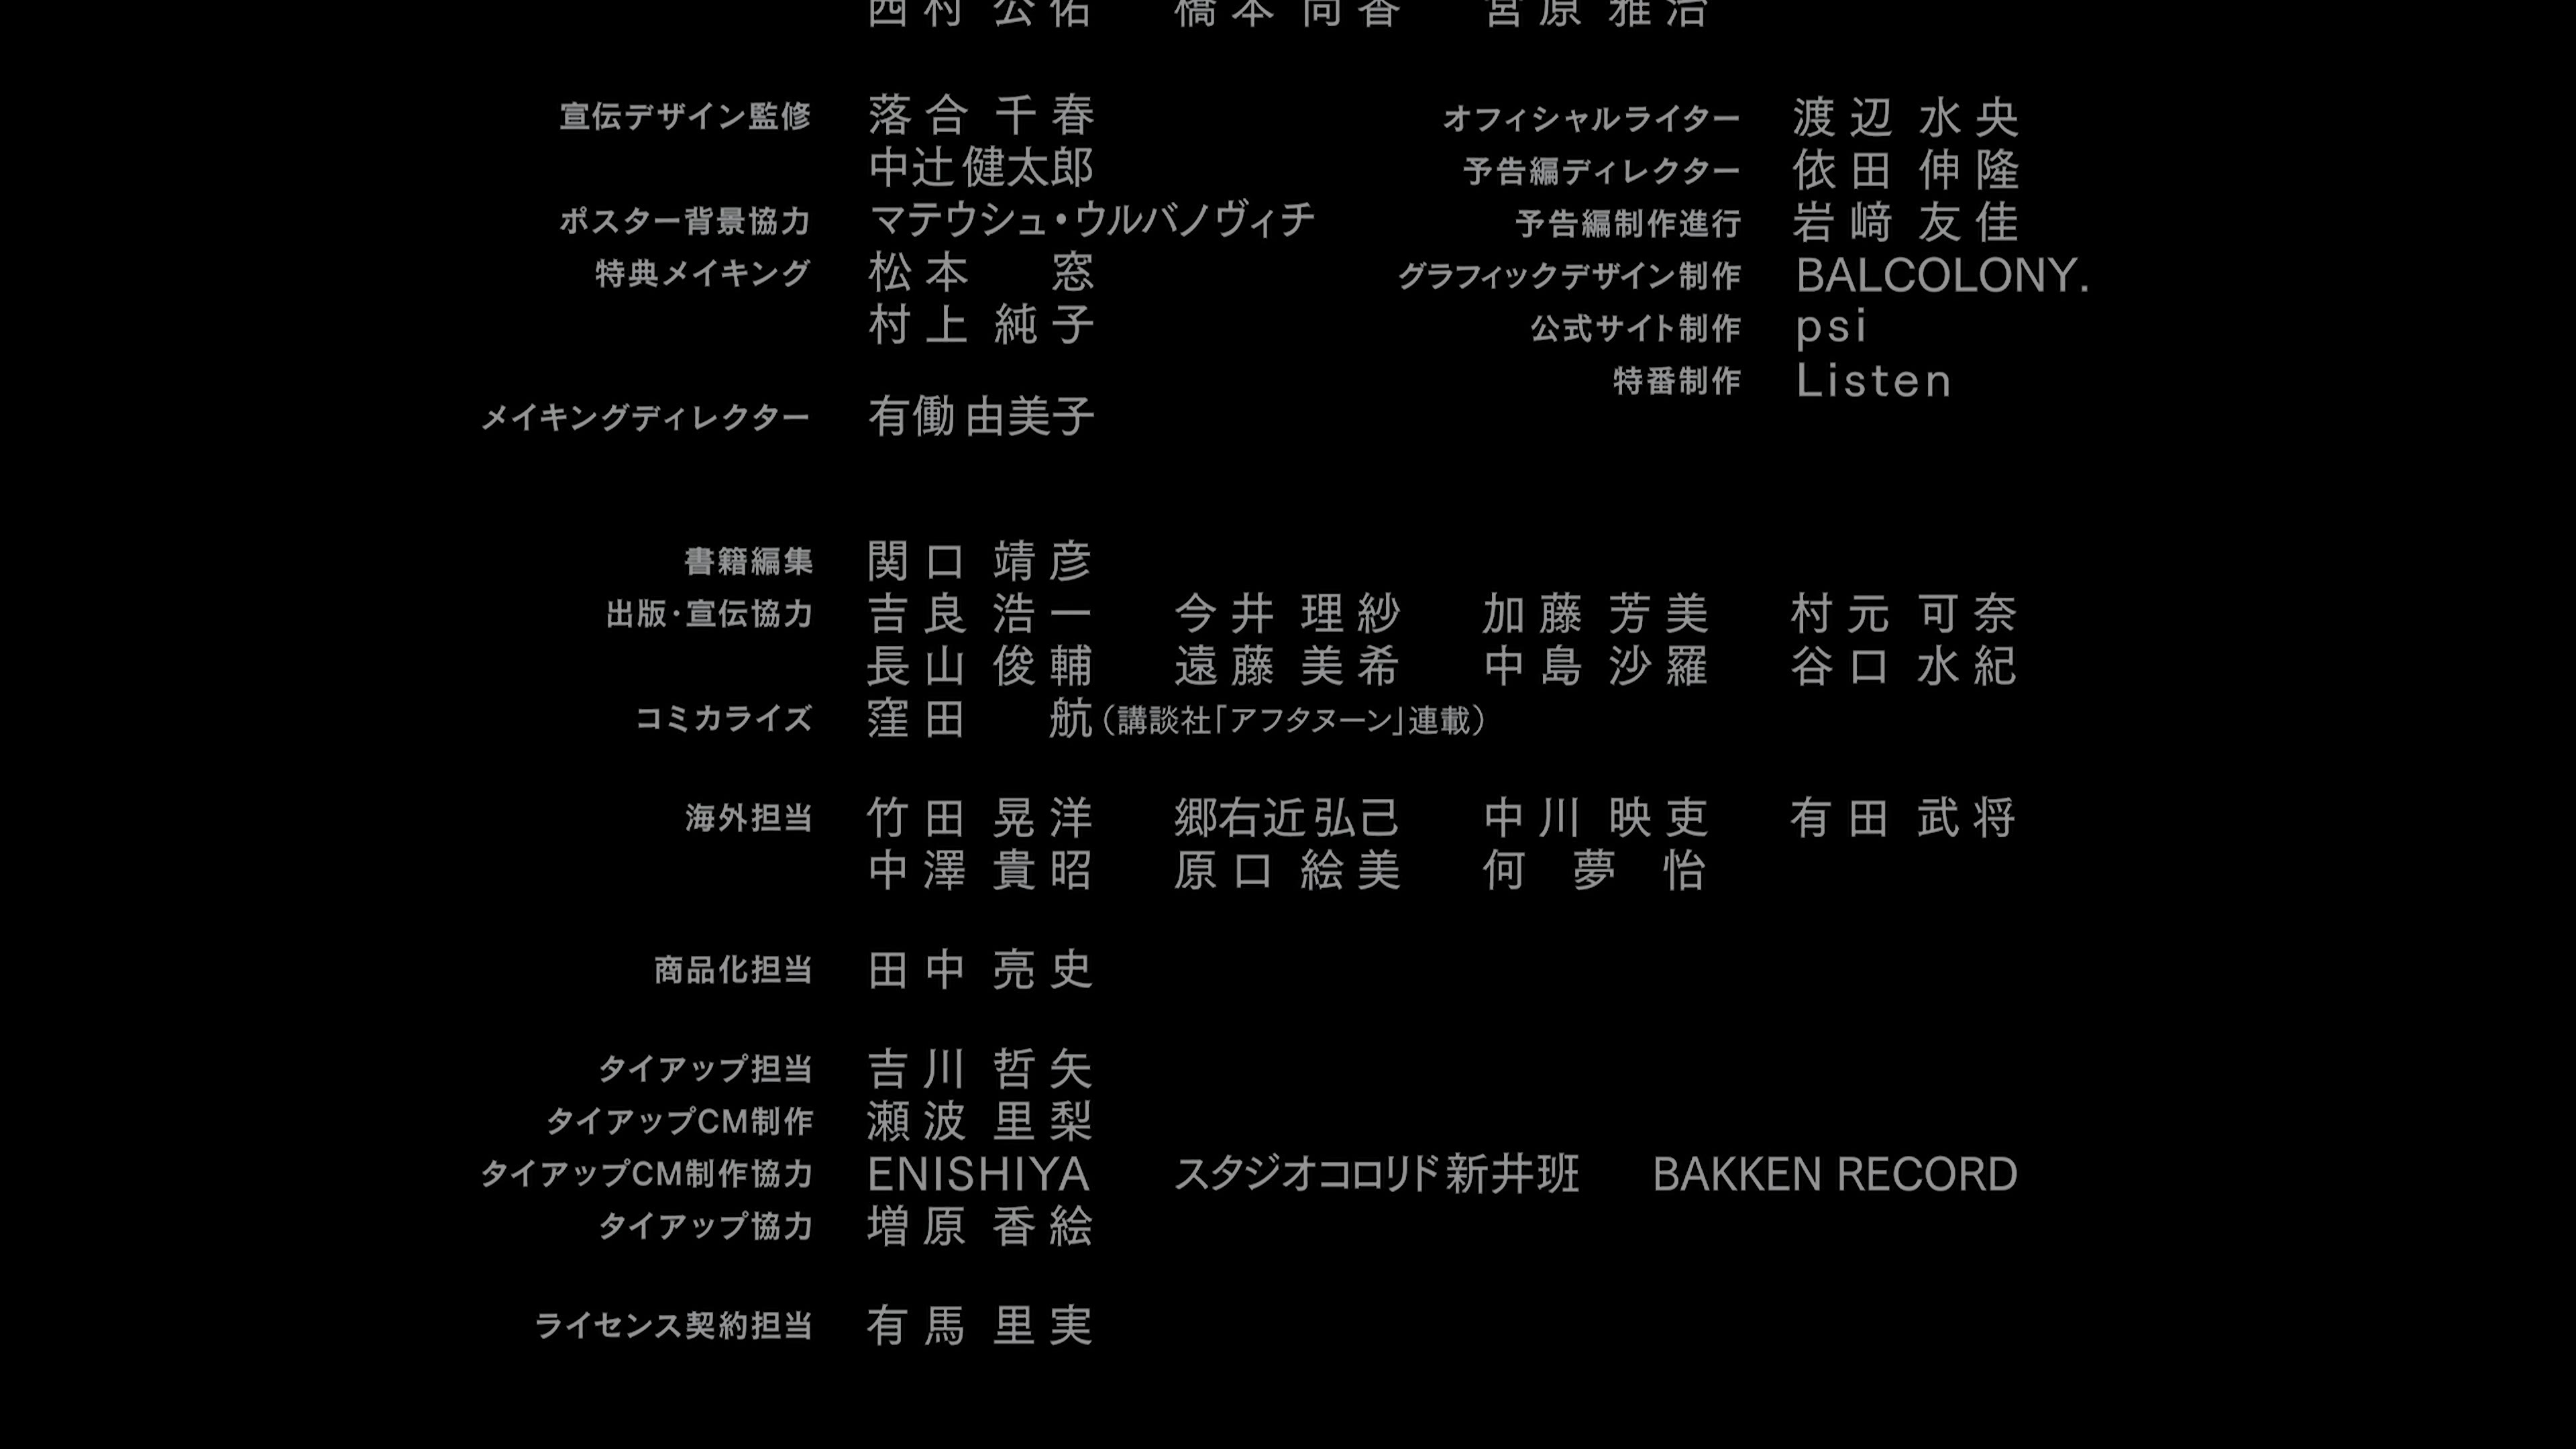 西村 公佑　橋本 尚香　宮原 雅治
宣伝デザイン監修　落合 千春
中辻健太郎
ポスター背景協力　マテウシュ・ウルバノヴィチ
特典メイキング　松本 窓
村上 純子
メイキングディレクター　有働由美子
オフィシャルライター　渡辺 水央
予告編ディレクター　依田 伸隆
予告編制作進行　岩﨑 友佳
グラフィックデザイン制作　BALCOLONY.
公式サイト制作　psi
特番制作　Listen
書籍編集　関口 靖彦
出版・宣伝協力　吉良 浩一　今井 理紗　加藤 芳美　村元 可奈
長山 俊輔　遠藤 美希　中島 沙羅　谷口 水紀
コミカライズ　窪田 航（講談社「アフタヌーン」連載）
海外担当　竹田 晃洋　郷右近弘己　中川 映吏　有田 武将
中澤 貴昭　原口 絵美　何 夢 怡
商品化担当　田中 亮史
タイアップ担当　吉川 哲矢
タイアップCM制作　瀬波 里梨
タイアップCM制作協力　ENISHIYA　スタジオコロリド新井班　BAKKEN RECORD
タイアップ協力　増原 香絵
ライセンス契約担当　有馬 里実